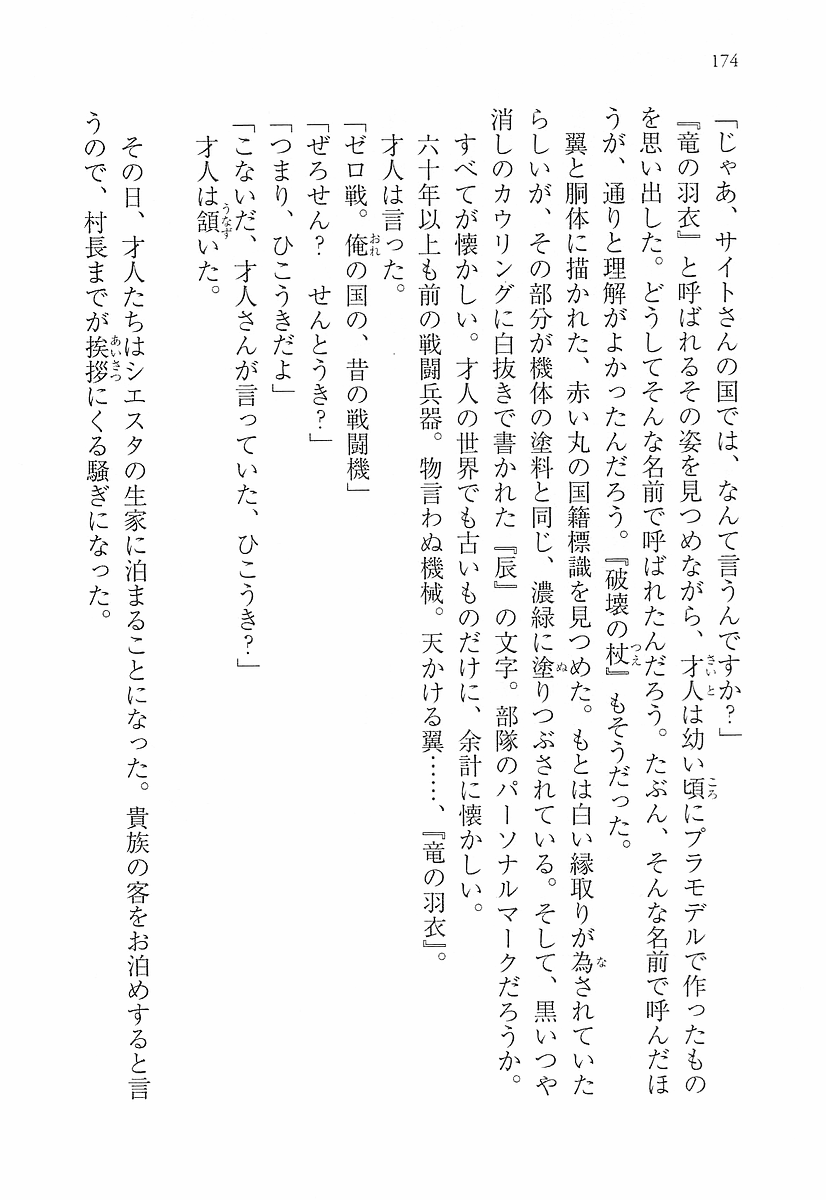 174
「じゃあ、サイトさんの国では、なんて言うんですか？」
『竜の羽衣』と呼ばれるその姿を見つめながら、才人は幼い頃にプラモデルで作ったもの
を思い出した。どうしてそんな名前で呼ばれたんだろう。たぶん、そんな名前で呼んだほ
うが、通りと理解がよかったんだろう。『破壊の杖』もそうだった。
翼と胴体に描かれた、赤い丸の国籍標識を見つめた。もとは白い縁取りが為されていた
らしいが、その部分が機体の塗料と同じ、濃緑に塗りつぶされている。そして、黒いつや
消しのカウリングに白抜きで書かれた『辰』の文字。部隊のパーソナルマークだろうか。
すべてが懐かしい。才人の世界でも古いものだけに、余計に懐かしい。
六十年以上も前の戦闘兵器。物言わぬ機械。天かける翼……、『竜の羽衣』。
才人は言った。
「ゼロ戦。俺の国の、昔の戦闘機」
「ぜろせん？　せんとうき？」
「つまり、ひこうきだよ」
「こないだ、才人さんが言っていた、ひこうき？」
才人は頷いた。
その日、才人たちはシエスタの生家に泊まることになった。貴族の客をお泊めすると言
うので、村長までが挨拶にくる騒ぎになった。